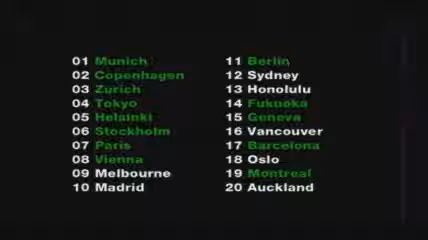 01 Munich
02 Copenhagen
03 Zurich
04 Tokyo
05 Helsinki
06 Stockholm
07 Paris
08 Vienna
09 Melbourne
10 Madrid
11 Berlin
12 Sydney
13 Honolulu
14 Fukuoka
15 Geneva
16 Vancouver
17 Barcelona
18 Oslo
19 Montreal
20 Auckland